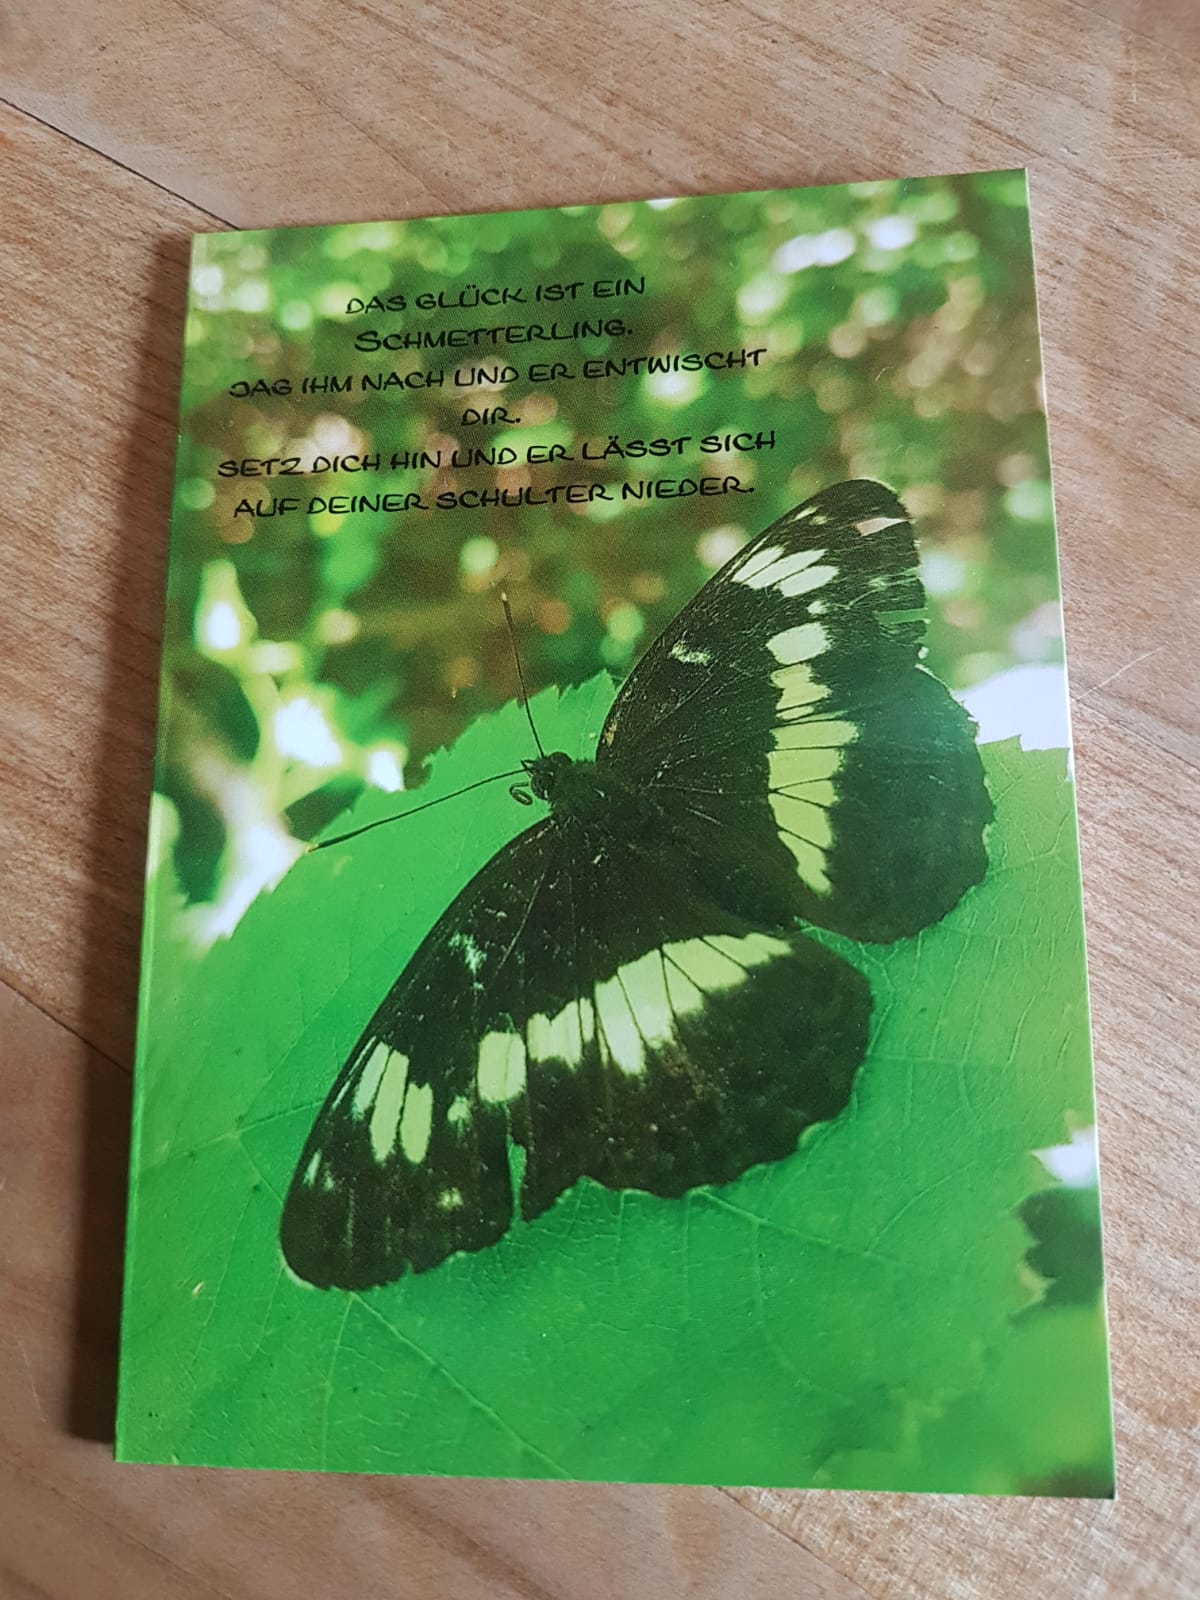 DAS GLÜCK IST EIN
SCHMETTERLING.
JAG IHM NACH UND ER ENTWISCHT
DIR.
SETZ DICH HIN UND ER LÄSST SICH
AUF DEINER SCHULTER NIEDER.